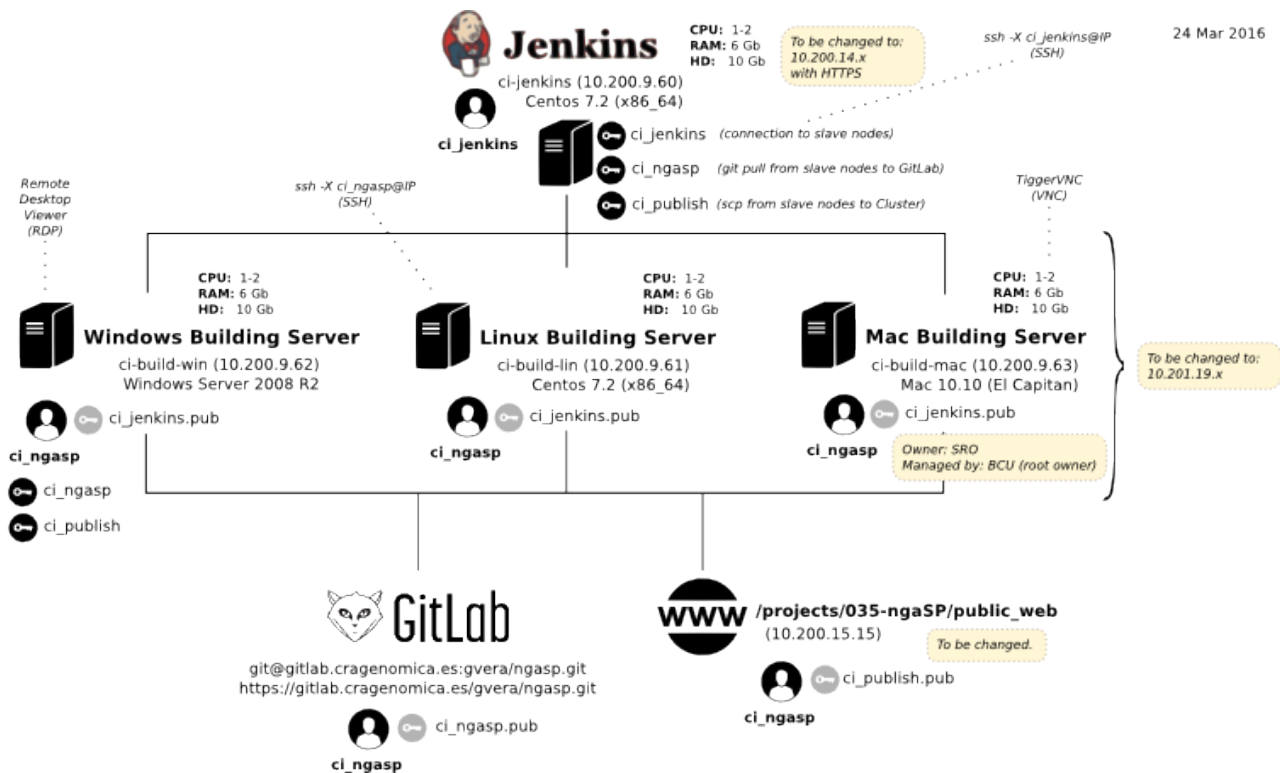 Jenkins
CPU: 1-2
RAM: 6 Gb
HD: 10 Gb
To be changed to:
10.200.14.x
with HTTPS
ssh -X ci_jenkins@IP
(SSH)
24 Mar 2016
ci-jenkins (10.200.9.60)
Centos 7.2 (x86_64)
ci_jenkins
ci_jenkins (connection to slave nodes)
ci_ngasp (git pull from slave nodes to GitLab)
ci_publish (scp from slave nodes to Cluster)
Remote
Desktop
Viewer
(RDP)
ssh -X ci_ngasp@IP
(SSH)
TiggerVNC
(VNC)
CPU: 1-2
RAM: 6 Gb
HD: 10 Gb
Windows Building Server
ci-build-win (10.200.9.62)
Windows Server 2008 R2
ci_jenkins.pub
ci_ngasp
ci_ngasp
ci_publish
CPU: 1-2
RAM: 6 Gb
HD: 10 Gb
Linux Building Server
ci-build-lin (10.200.9.61)
Centos 7.2 (x86_64)
ci_jenkins.pub
ci_ngasp
CPU: 1-2
RAM: 6 Gb
HD: 10 Gb
Mac Building Server
ci-build-mac (10.200.9.63)
Mac 10.10 (El Capitan)
ci_jenkins.pub
ci_ngasp
Owner: SRO
Managed by: BCU (root owner)
To be changed to:
10.201.19.x
GitLab
git@gitlab.cragenomica.es:gvera/ngasp.git
https://gitlab.cragenomica.es/gvera/ngasp.git
ci_ngasp.pub
ci_ngasp
www
/projects/035-ngaSP/public_web
(10.200.15.15)
To be changed.
ci_publish.pub
ci_ngasp